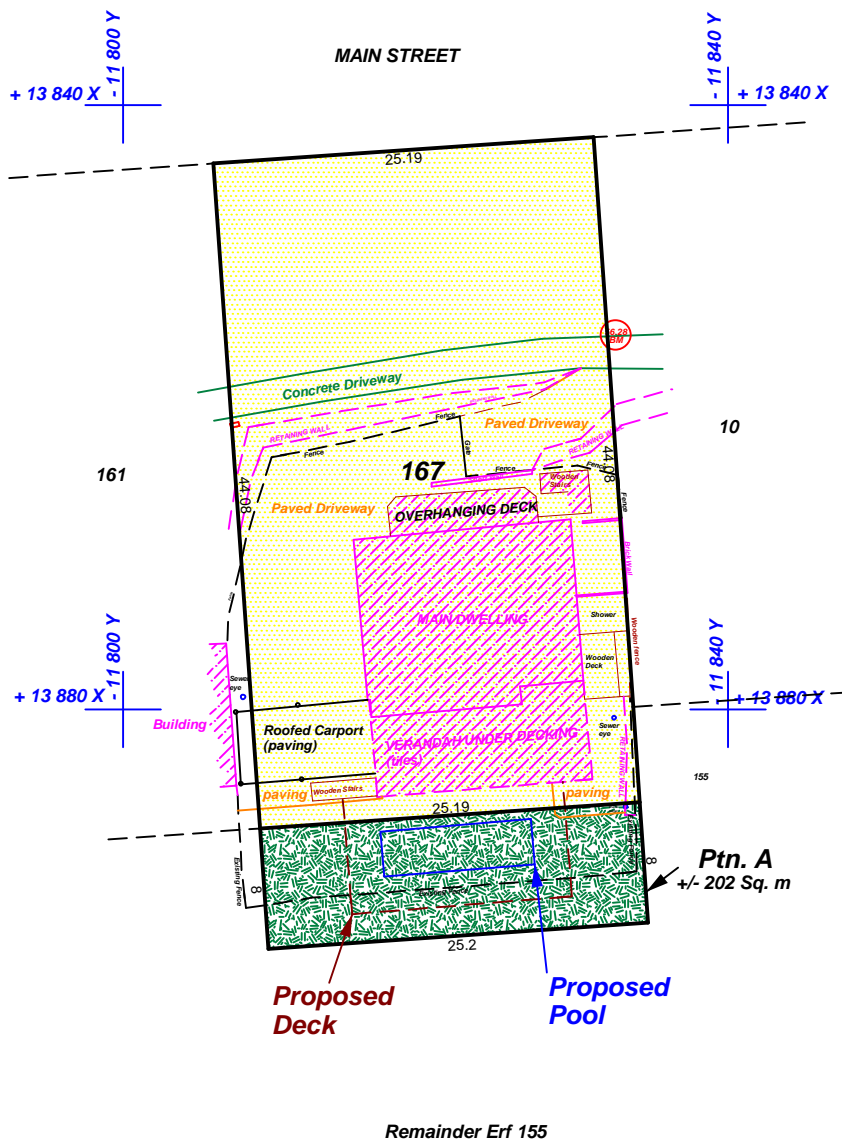 MAIN STREET
- 11 800 Y
+ 13 840 X
- 11 840 Y
+ 13 840 X
25.19
6.28
BM
Concrete Driveway
RETAINING WALL
Fence
Fence
Gate
Paved Driveway
RETAINING WALL
10
161
167
44.08
44.08
Fence
Fence
Wooden
Stairs
Fence
Paved Driveway
OVERHANGING DECK
Brick Wall
MAIN DWELLING
Shower
Wooden fence
Wooden
Deck
- 11 800 Y
+ 13 880 X
- 11 840 Y
+ 13 880 X
Sewer
eye
Building
Roofed Carport
(paving)
VERANDAH UNDER DECKING
(tiles)
Sewer
eye
RETAINING WALL
155
paving
Wooden Stairs
paving
25.19
Existing Fence
8
Existing Fence
8
Ptn. A
+/- 202 Sq. m
25.2
Proposed
Deck
Proposed
Pool
Remainder Erf 155